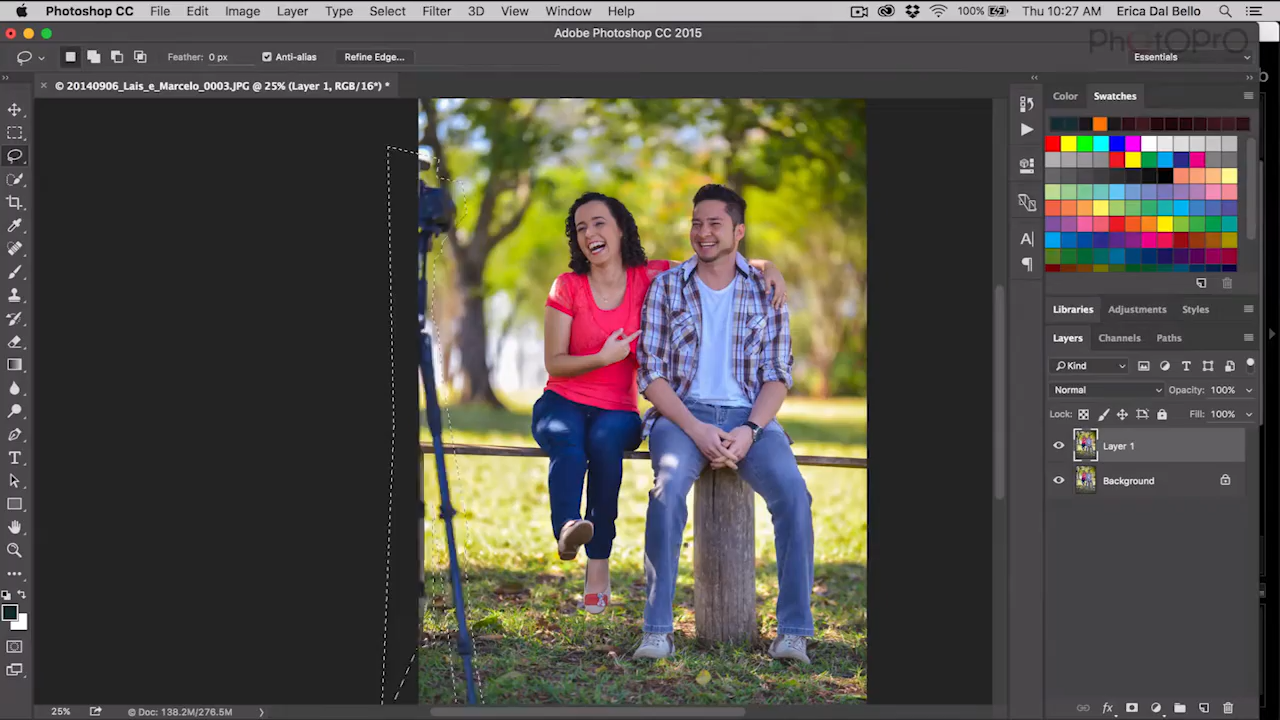 Photoshop CC File Edit Image Layer Type Select Filter 3D View Window Help 100% Thu 10:27 AM Erica Dal Bello
Adobe Photoshop CC 2015
PhotoPro
Feather: 0 px Anti-alias Refine Edge... Essentials
© 20140906_Lais_e_Marcelo_0003.JPG @ 25% (Layer 1, RGB/16*) *
Color Swatches
Libraries Adjustments Styles
Layers Channels Paths
Kind
Normal Opacity: 100%
Lock: Fill: 100%
Layer 1
Background
25% Doc: 138.2M/276.5M